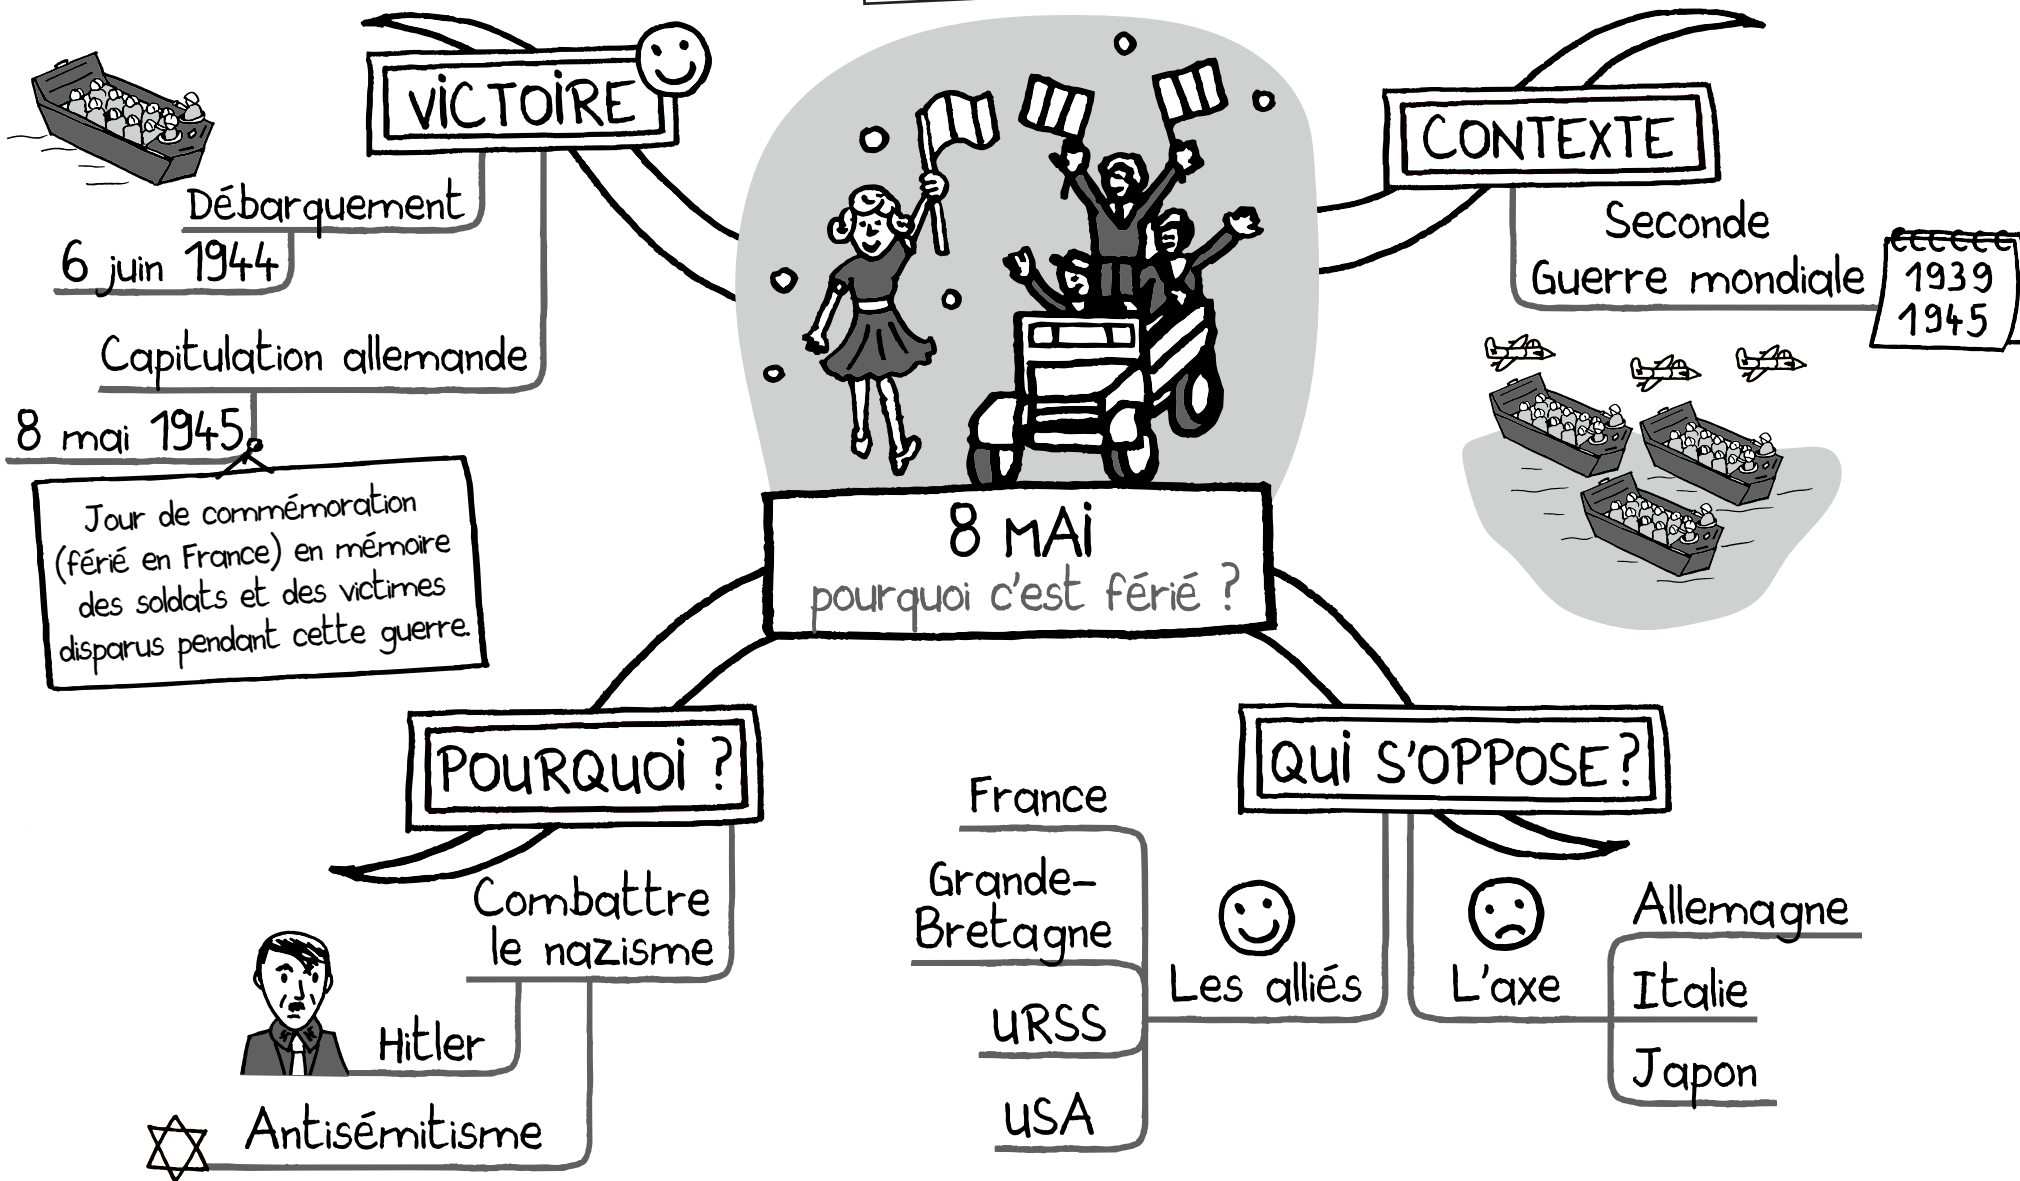 VICTOIRE
Débarquement
6 juin 1944
Capitulation allemande
8 mai 1945
Jour de commémoration
(férié en France) en mémoire
des soldats et des victimes
disparus pendant cette guerre.
CONTEXTE
Seconde
Guerre mondiale
1939
1945
8 MAI
pourquoi c'est férié ?
POURQUOI ?
Combattre
le nazisme
Hitler
Antisémitisme
QUI S'OPPOSE ?
Les alliés
France
Grande-
Bretagne
URSS
USA
L'axe
Allemagne
Italie
Japon